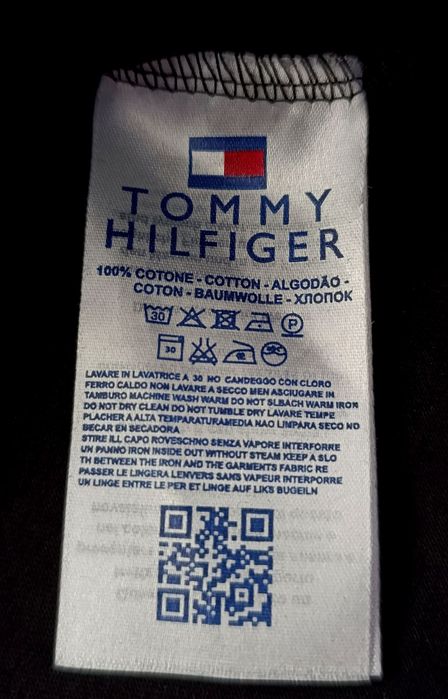 TOMMY
HILFIGER
100% COTONE - COTTON - ALGODÃO -
COTON - BAUMWOLLE - ХЛОПОК
30
P
30
LAVARE IN LAVATRICE A 30 NO CANDEGGO CON CLORO
FERRO CALDO NON LAVARE A SECCO MEN ASCIUGARE IN
TAMBURO MACHINE WASH WARM DO NOT SLBACH WARM IRON
DO NOT DRY CLEAN DO NOT TUMBLE DRY LAVARE TEMPE
PLACHER A ALTA TEMPARATURAMEDIA NAO LIMPARA SECO ND
BECAR EN SECADORA
STIRE ILL CAPO ROVESCHNO SENZA VAPORE INTERFORRE
UN PANNO IRON INSIDE OUT WITHOUT STEAM KEEP A SLO
TH BETWEEN THE IRON AND THE GARMENTS FABRIC RE
PASSER LE LINGERA LENVERS SANS VAPEUR INTERPORRE
UN LINGE ENTRE LE PER ET LINGE AUF LIKS BUGEILN